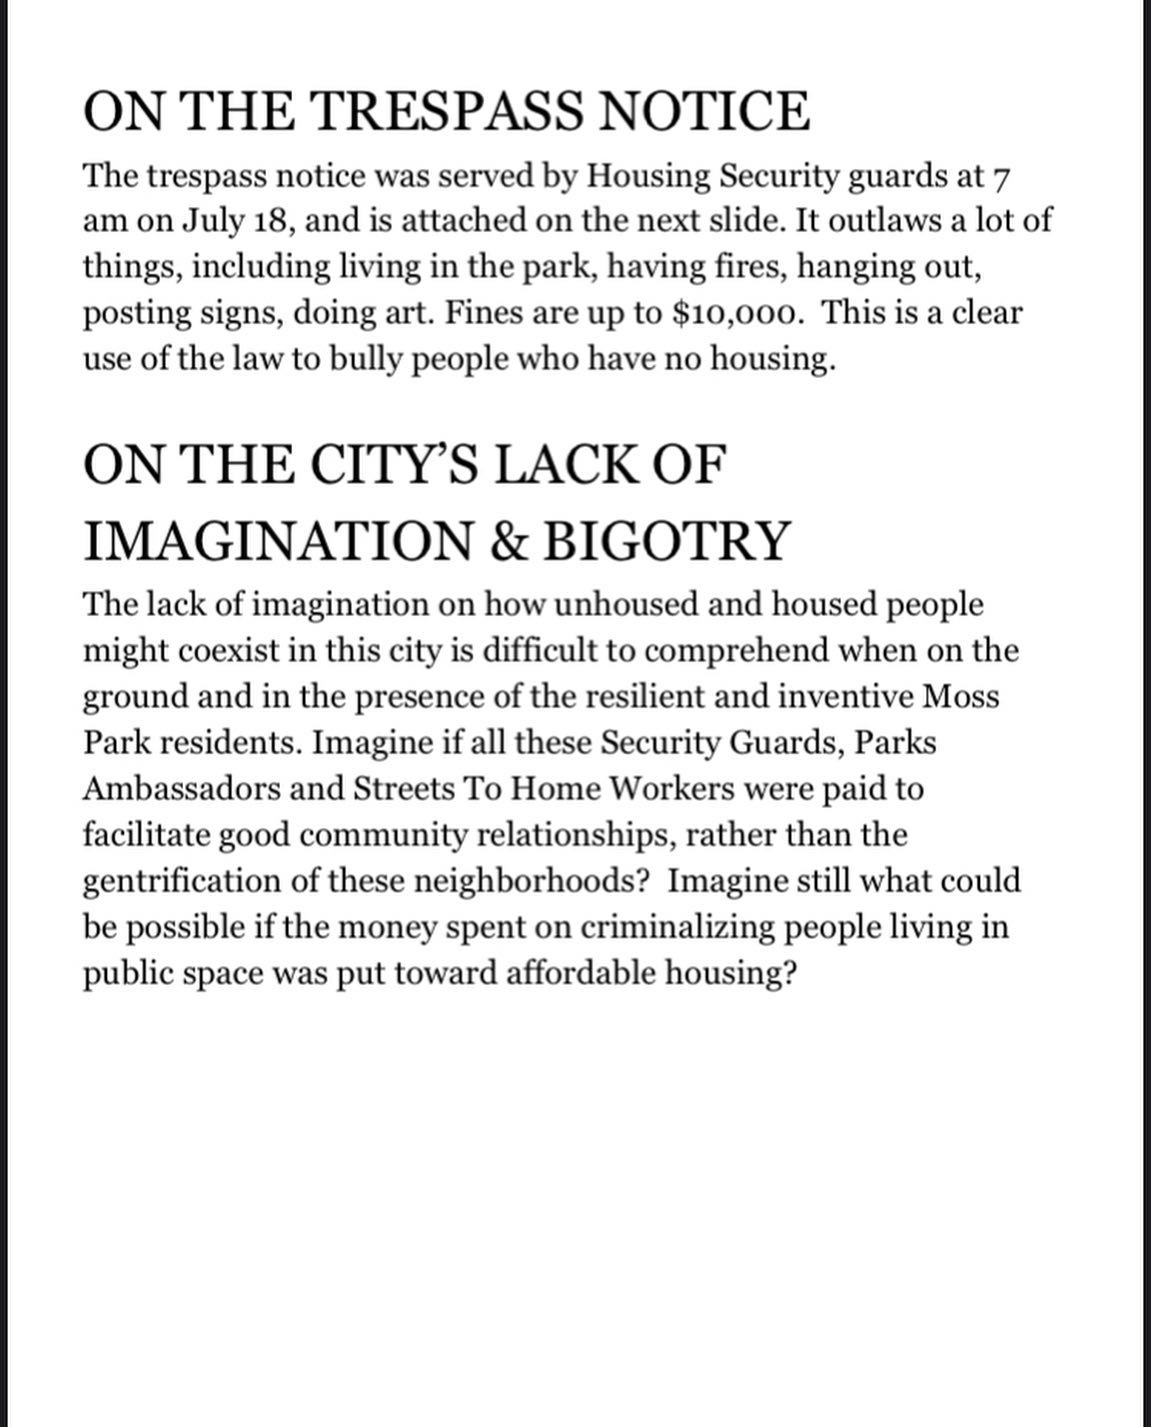 ON THE TRESPASS NOTICE
The trespass notice was served by Housing Security guards at 7
am on July 18, and is attached on the next slide. It outlaws a lot of
things, including living in the park, having fires, hanging out,
posting signs, doing art. Fines are up to $10,000.  This is a clear
use of the law to bully people who have no housing.
ON THE CITY’S LACK OF
IMAGINATION & BIGOTRY
The lack of imagination on how unhoused and housed people
might coexist in this city is difficult to comprehend when on the
ground and in the presence of the resilient and inventive Moss
Park residents. Imagine if all these Security Guards, Parks
Ambassadors and Streets To Home Workers were paid to
facilitate good community relationships, rather than the
gentrification of these neighborhoods?  Imagine still what could
be possible if the money spent on criminalizing people living in
public space was put toward affordable housing?